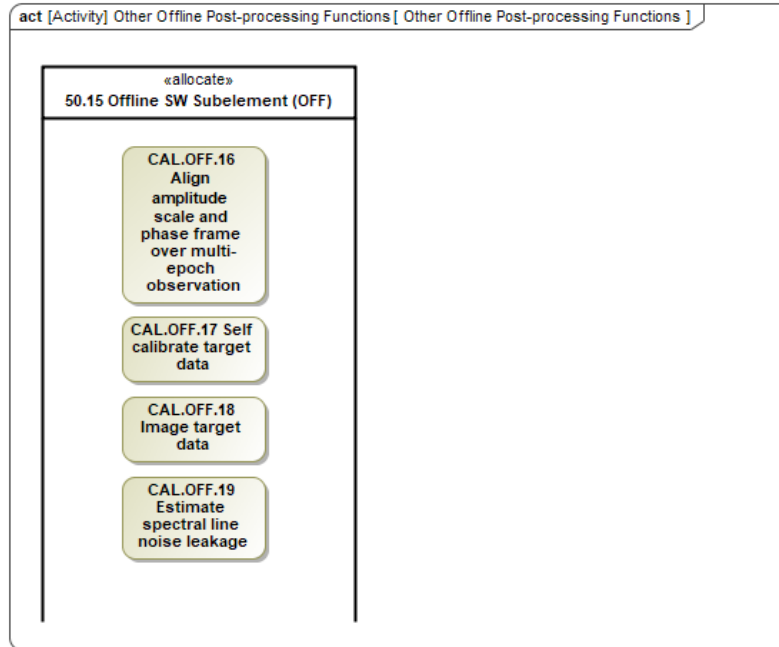 act [Activity] Other Offline Post-processing Functions [ Other Offline Post-processing Functions ]
«allocate»
50.15 Offline SW Subelement (OFF)
CAL.OFF.16
Align
amplitude
scale and
phase frame
over multi-
epoch
observation
CAL.OFF.17 Self
calibrate target
data
CAL.OFF.18
Image target
data
CAL.OFF.19
Estimate
spectral line
noise leakage